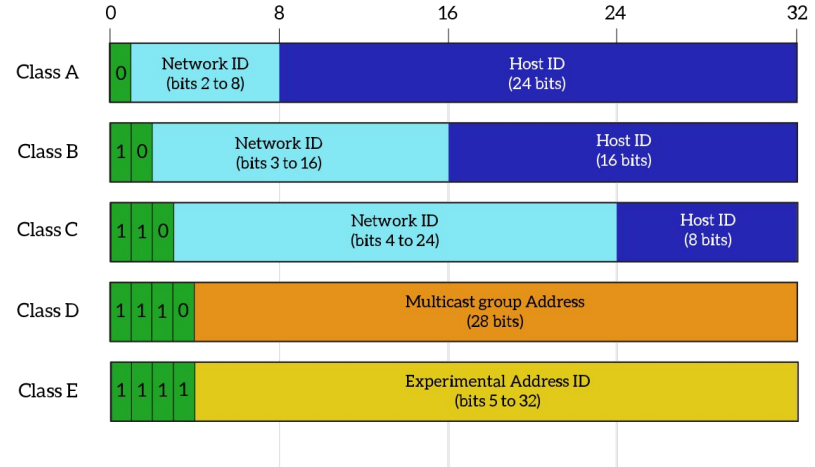 0 8 16 24 32
Class A
0
Network ID
(bits 2 to 8)
Host ID
(24 bits)
Class B
1 0
Network ID
(bits 3 to 16)
Host ID
(16 bits)
Class C
1 1 0
Network ID
(bits 4 to 24)
Host ID
(8 bits)
Class D
1 1 1 0
Multicast group Address
(28 bits)
Class E
1 1 1 1
Experimental Address ID
(bits 5 to 32)